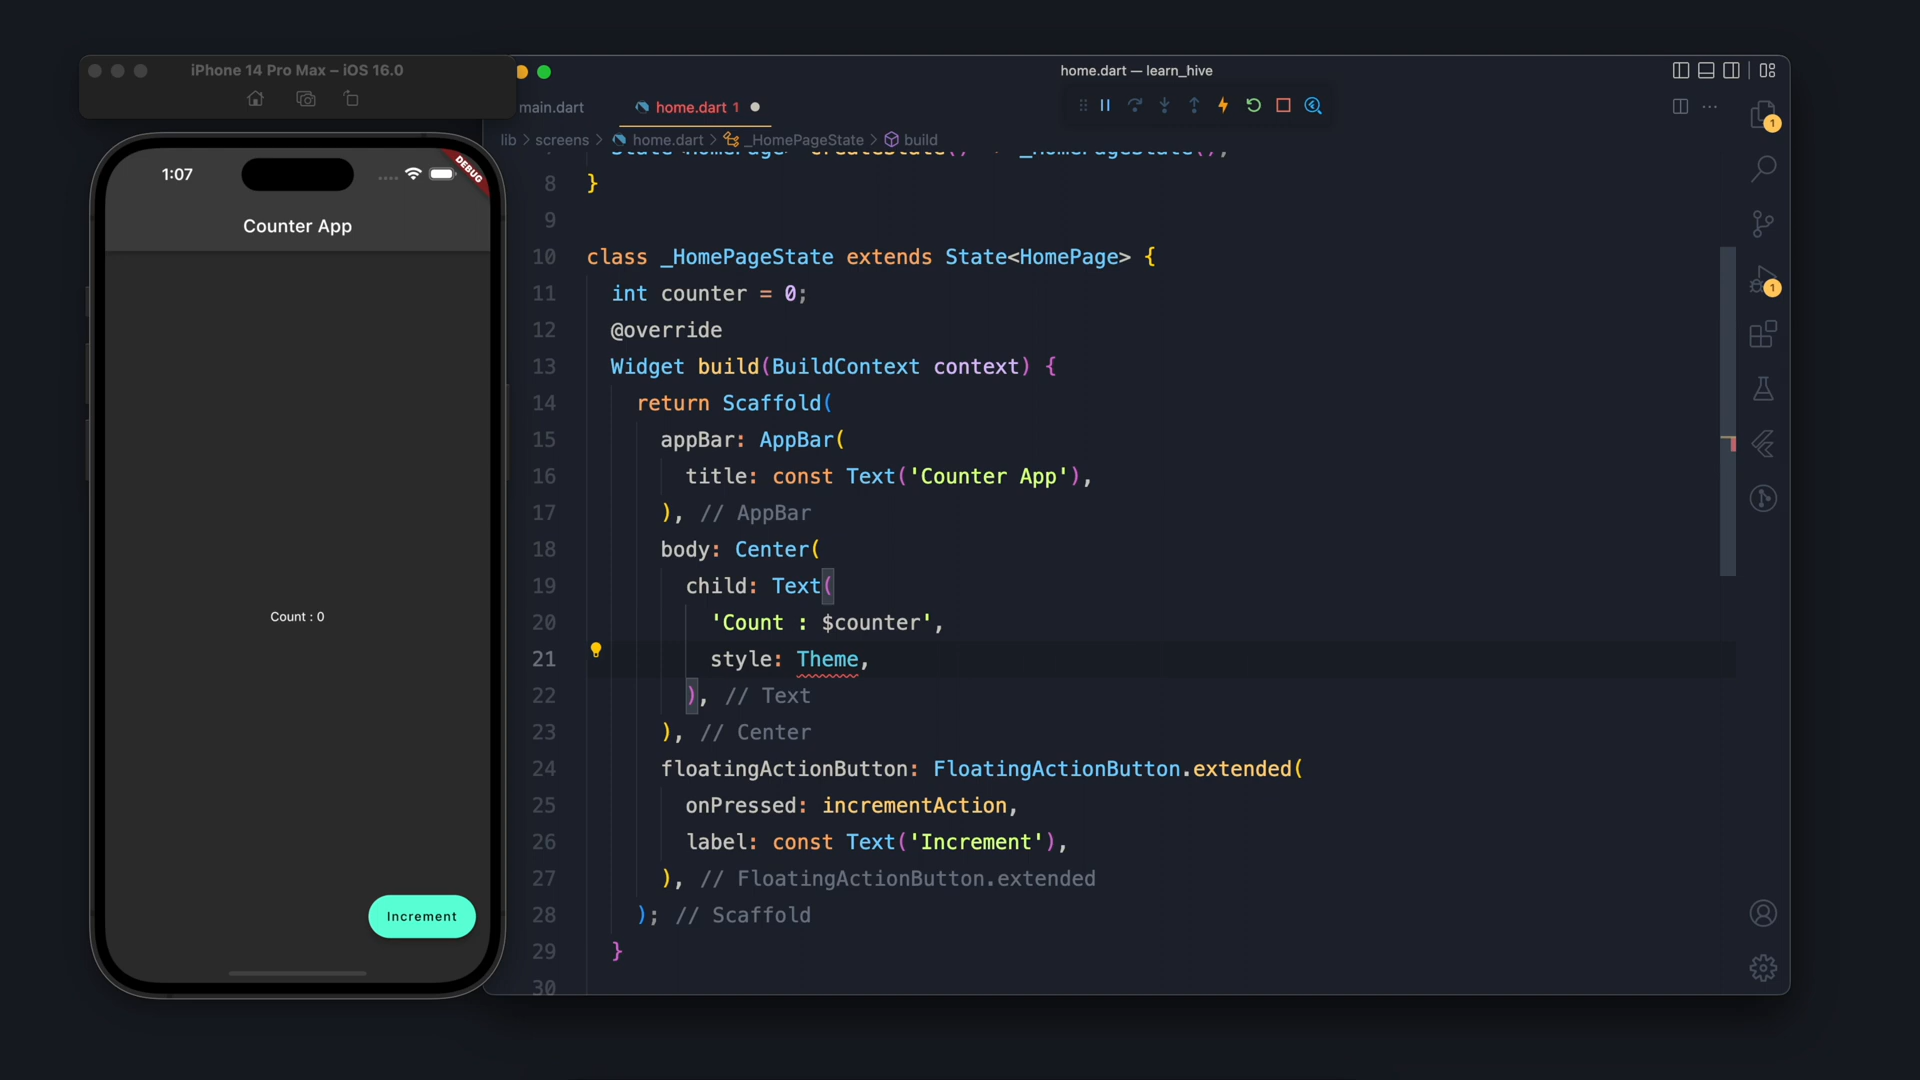 iPhone 14 Pro Max – iOS 16.0
1:07
DEBUG
Counter App
Count : 0
Increment
home.dart — learn_hive
main.dart
home.dart 1
lib > screens > home.dart > _HomePageState > build
8 }
9
10 class _HomePageState extends State<HomePage> {
11 int counter = 0;
12 @override
13 Widget build(BuildContext context) {
14 return Scaffold(
15 appBar: AppBar(
16 title: const Text('Counter App'),
17 ), // AppBar
18 body: Center(
19 child: Text(
20 'Count : $counter',
21 style: Theme,
22 ), // Text
23 ), // Center
24 floatingActionButton: FloatingActionButton.extended(
25 onPressed: incrementAction,
26 label: const Text('Increment'),
27 ), // FloatingActionButton.extended
28 ); // Scaffold
29 }
30
1
1